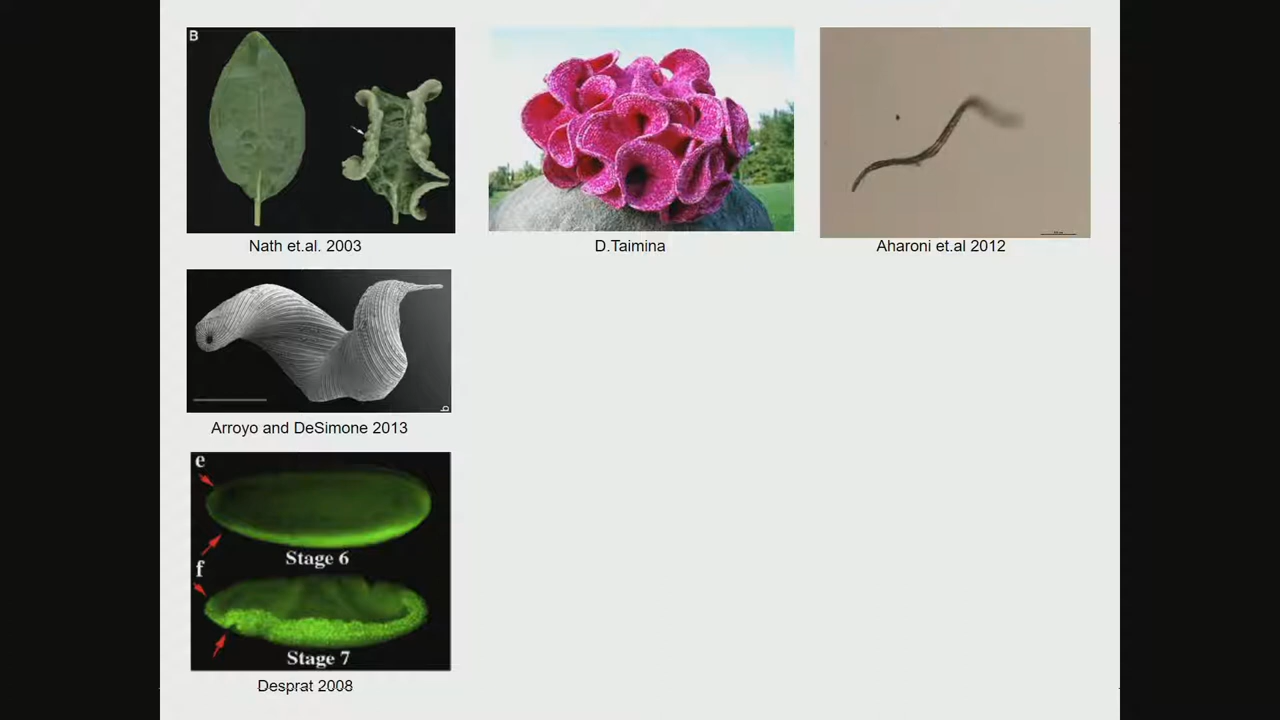 B
Nath et.al. 2003
D.Taimina
Aharoni et.al 2012
b
Arroyo and DeSimone 2013
e
Stage 6
f
Stage 7
Desprat 2008